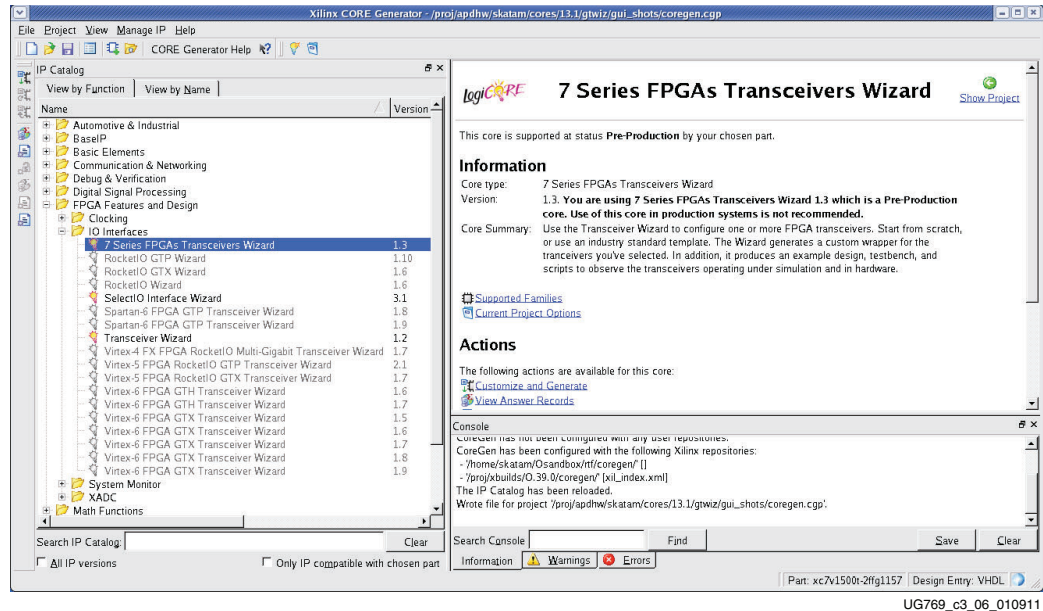 Xilinx CORE Generator - /proj/apdhw/skatam/cores/13.1/gtwiz/gui_shots/coregen.cgp
File Project View Manage IP Help
CORE Generator Help
IP Catalog
View by Function View by Name
Name Version
Automotive & Industrial
BaseIP
Basic Elements
Communication & Networking
Debug & Verification
Digital Signal Processing
FPGA Features and Design
Clocking
IO Interfaces
7 Series FPGAs Transceivers Wizard 1.3
RocketIO GTP Wizard 1.10
RocketIO GTX Wizard 1.6
RocketIO Wizard 1.6
SelectIO Interface Wizard 3.1
Spartan-6 FPGA GTP Transceiver Wizard 1.8
Spartan-6 FPGA GTP Transceiver Wizard 1.9
Transceiver Wizard 1.2
Virtex-4 FX FPGA RocketIO Multi-Gigabit Transceiver Wizard 1.7
Virtex-5 FPGA RocketIO GTP Transceiver Wizard 2.1
Virtex-5 FPGA RocketIO GTX Transceiver Wizard 1.7
Virtex-6 FPGA GTH Transceiver Wizard 1.6
Virtex-6 FPGA GTH Transceiver Wizard 1.7
Virtex-6 FPGA GTX Transceiver Wizard 1.5
Virtex-6 FPGA GTX Transceiver Wizard 1.6
Virtex-6 FPGA GTX Transceiver Wizard 1.7
Virtex-6 FPGA GTX Transceiver Wizard 1.8
Virtex-6 FPGA GTX Transceiver Wizard 1.9
System Monitor
XADC
Math Functions
Search IP Catalog: Clear
All IP versions Only IP compatible with chosen part
logiCORE 7 Series FPGAs Transceivers Wizard Show Project
This core is supported at status Pre-Production by your chosen part.
Information
Core type: 7 Series FPGAs Transceivers Wizard
Version: 1.3. You are using 7 Series FPGAs Transceivers Wizard 1.3 which is a Pre-Production
core. Use of this core in production systems is not recommended.
Core Summary: Use the Transceiver Wizard to configure one or more FPGA transceivers. Start from scratch,
or use an industry standard template. The Wizard generates a custom wrapper for the
tranceivers you've selected. In addition, it produces an example design, testbench, and
scripts to observe the transceivers operating under simulation and in hardware.
Supported Families
Current Project Options
Actions
The following actions are available for this core:
Customize and Generate
View Answer Records
Console
CoreGen has not been configured with any user repositories.
CoreGen has been configured with the following Xilinx repositories:
- '/home/skatam/Osandbox/rtf/coregen/' []
- '/proj/xbuilds/O.39.0/coregen/' [xil_index.xml]
The IP Catalog has been reloaded.
Wrote file for project '/proj/apdhw/skatam/cores/13.1/gtwiz/gui_shots/coregen.cgp'.
Search Console Find Save Clear
Information Warnings Errors
Part: xc7v1500t-2ffg1157 Design Entry: VHDL
UG769_c3_06_010911